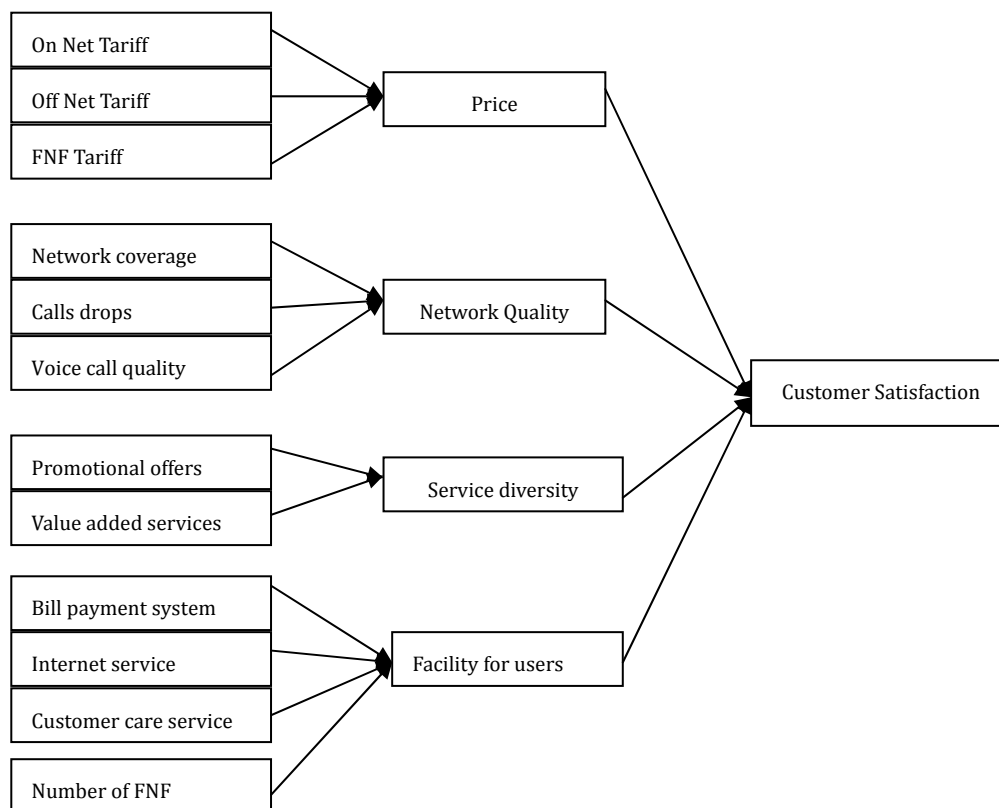 On Net Tariff
Off Net Tariff
FNF Tariff
Price
Network coverage
Calls drops
Voice call quality
Network Quality
Promotional offers
Value added services
Service diversity
Bill payment system
Internet service
Customer care service
Number of FNF
Facility for users
Customer Satisfaction